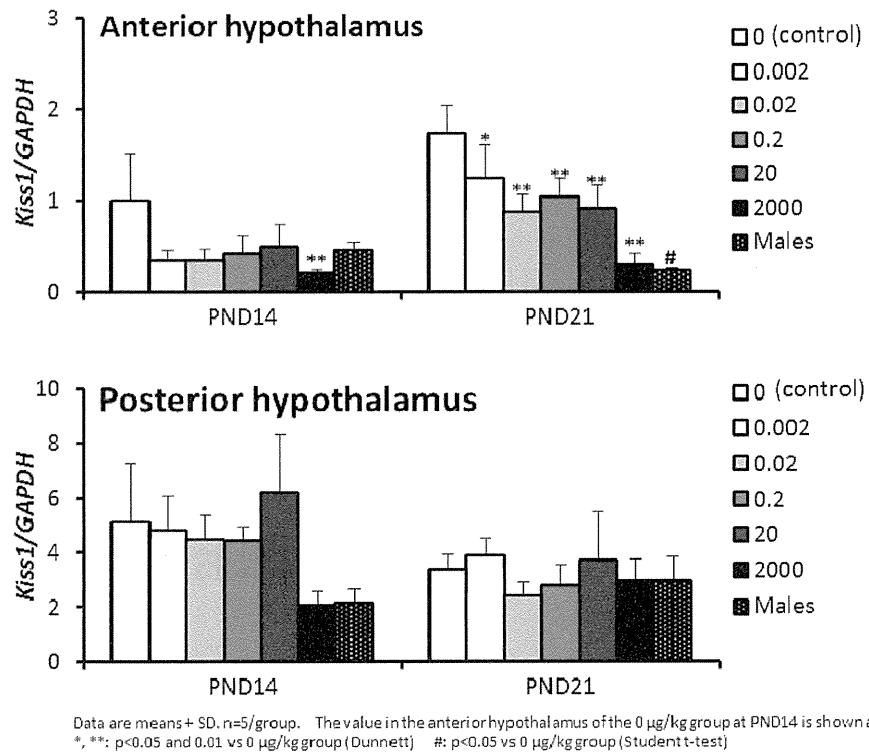 Anterior hypothalamus
3
2
1
0
Kiss1/GAPDH
*
**
**
**
**
**
#
PND14
PND21
0 (control)
0.002
0.02
0.2
20
2000
Males
Posterior hypothalamus
10
8
6
4
2
0
Kiss1/GAPDH
PND14
PND21
0 (control)
0.002
0.02
0.2
20
2000
Males
Data are means + SD. n=5/group. The value in the anterior hypothalamus of the 0 μg/kg group at PND14 is shown a
*, **: p<0.05 and 0.01 vs 0 μg/kg group (Dunnett) #: p<0.05 vs 0 μg/kg group (Student t-test)